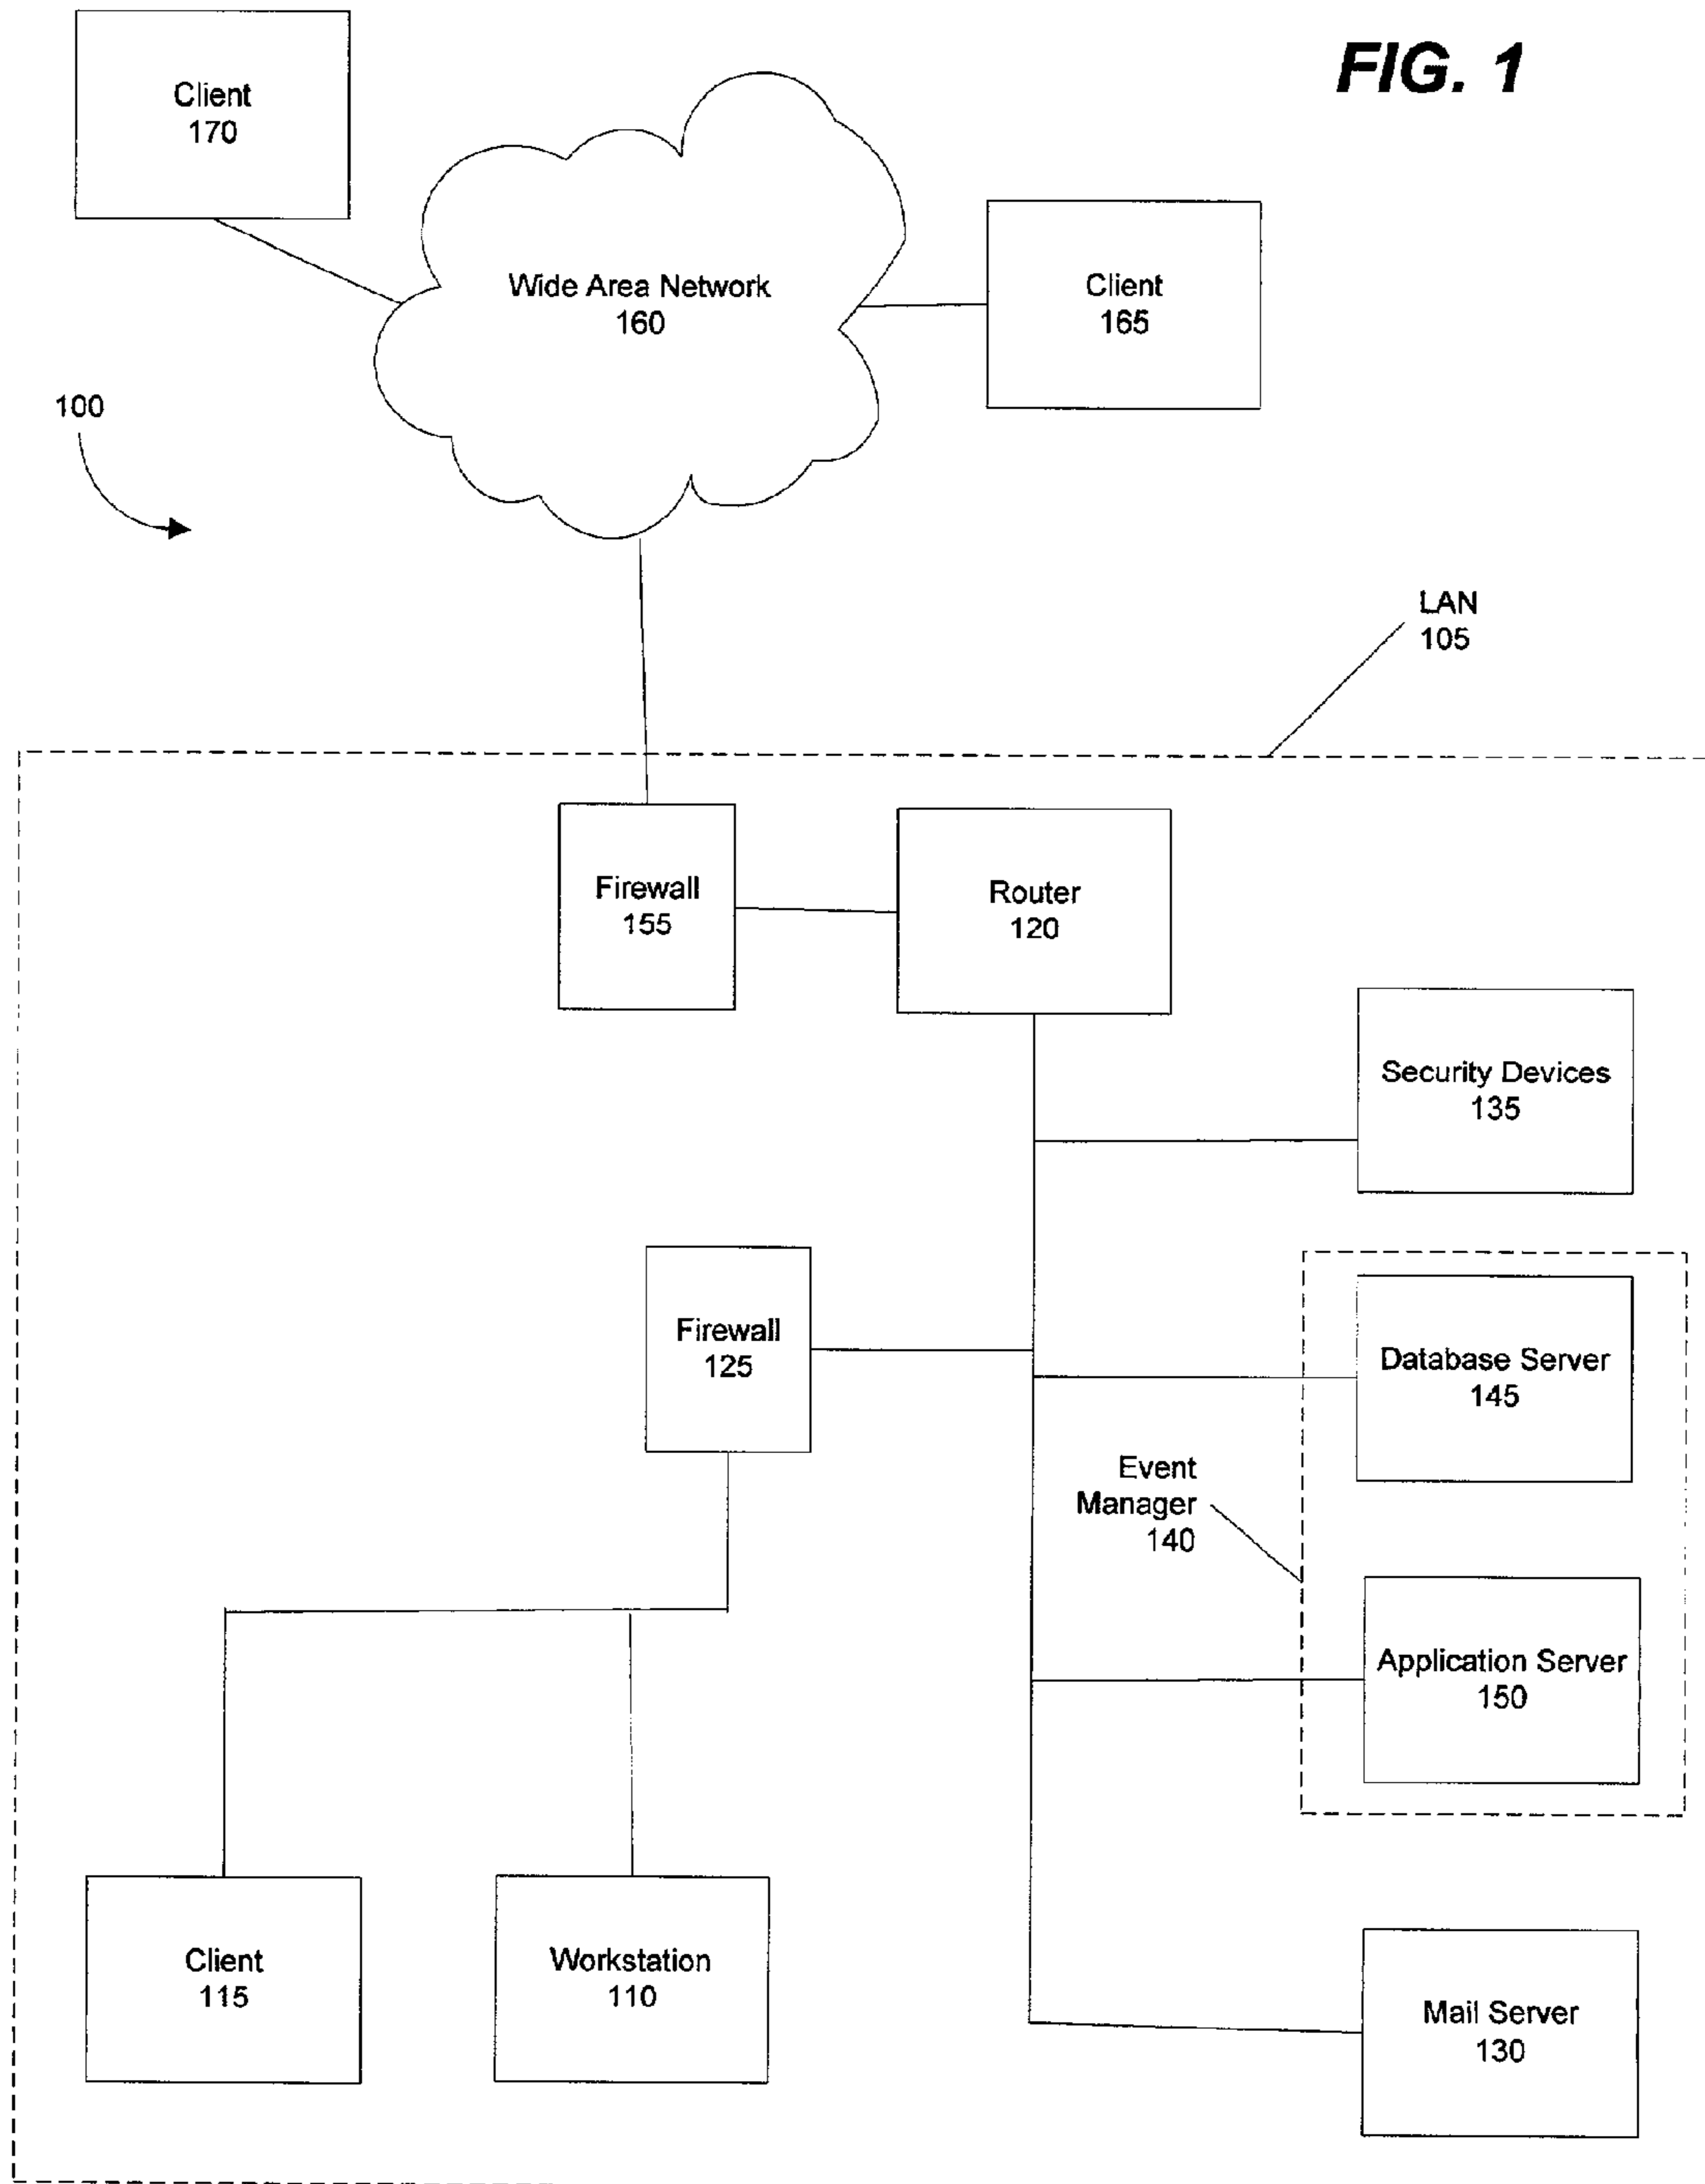 FIG. 1
Client
170
Wide Area Network
160
Client
165
100
LAN
105
Firewall
155
Router
120
Security Devices
135
Firewall
125
Database Server
145
Event
Manager
140
Application Server
150
Client
115
Workstation
110
Mail Server
130